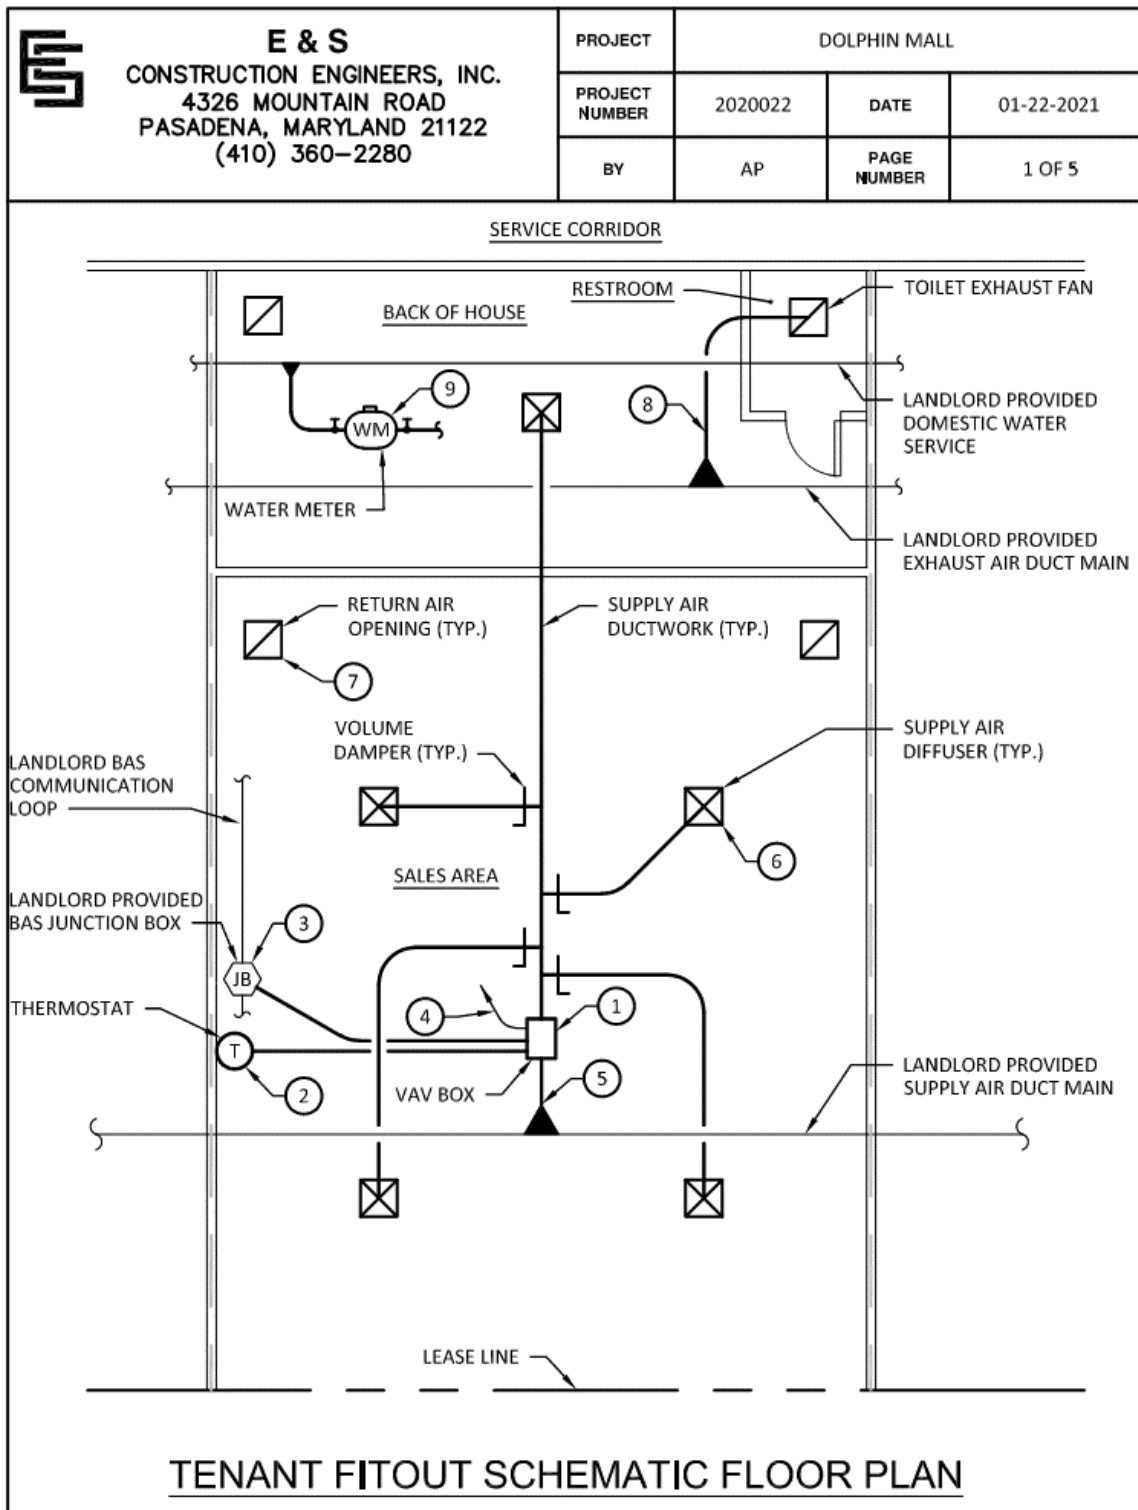 E & S
CONSTRUCTION ENGINEERS, INC.
4326 MOUNTAIN ROAD
PASADENA, MARYLAND 21122
(410) 360-2280
PROJECT
DOLPHIN MALL
PROJECT
NUMBER
2020022
DATE
01-22-2021
BY
AP
PAGE
NUMBER
1 OF 5
SERVICE CORRIDOR
RESTROOM
TOILET EXHAUST FAN
BACK OF HOUSE
9
8
WM
LANDLORD PROVIDED
DOMESTIC WATER
SERVICE
WATER METER
LANDLORD PROVIDED
EXHAUST AIR DUCT MAIN
RETURN AIR
OPENING (TYP.)
SUPPLY AIR
DUCTWORK (TYP.)
7
VOLUME
DAMPER (TYP.)
SUPPLY AIR
DIFFUSER (TYP.)
LANDLORD BAS
COMMUNICATION
LOOP
6
SALES AREA
LANDLORD PROVIDED
BAS JUNCTION BOX
3
JB
THERMOSTAT
4
1
T
2
VAV BOX
5
LANDLORD PROVIDED
SUPPLY AIR DUCT MAIN
LEASE LINE
TENANT FITOUT SCHEMATIC FLOOR PLAN